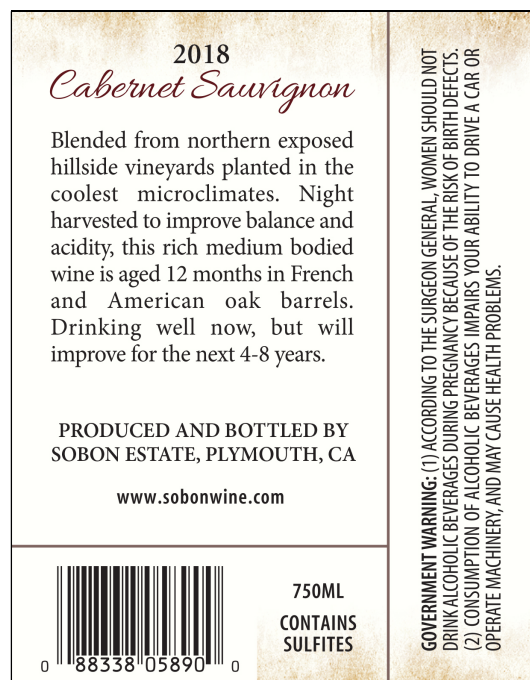 2018
Cabernet Sauvignon
Blended from northern exposed
hillside vineyards planted in the
coolest microclimates. Night
harvested to improve balance and
acidity, this rich medium bodied
wine is aged 12 months in French
and American oak barrels.
Drinking well now, but will
improve for the next 4-8 years.
PRODUCED AND BOTTLED BY
SOBON ESTATE, PLYMOUTH, CA
www.sobonwine.com
0 88338 05890 0
750ML
CONTAINS
SULFITES
GOVERNMENT WARNING: (1) ACCORDING TO THE SURGEON GENERAL, WOMEN SHOULD NOT
DRINK ALCOHOLIC BEVERAGES DURING PREGNANCY BECAUSE OF THE RISK OF BIRTH DEFECTS.
(2) CONSUMPTION OF ALCOHOLIC BEVERAGES IMPAIRS YOUR ABILITY TO DRIVE A CAR OR
OPERATE MACHINERY, AND MAY CAUSE HEALTH PROBLEMS.